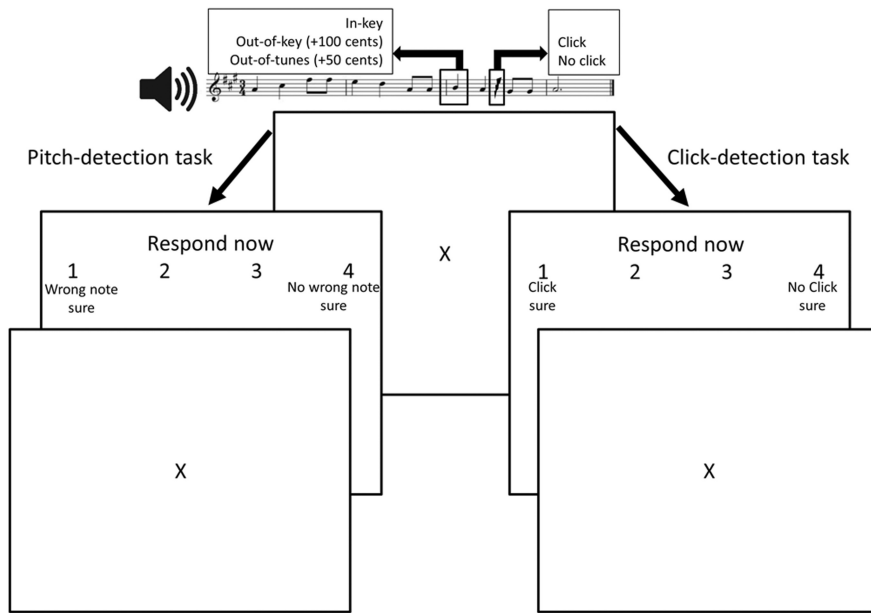 In-key
Out-of-key (+100 cents)
Out-of-tunes (+50 cents)
Click
No click
3
4
Pitch-detection task
Click-detection task
X
Respond now
1 2 3 4
Wrong note
sure
No wrong note
sure
Respond now
1 2 3 4
Click
sure
No Click
sure
X
X